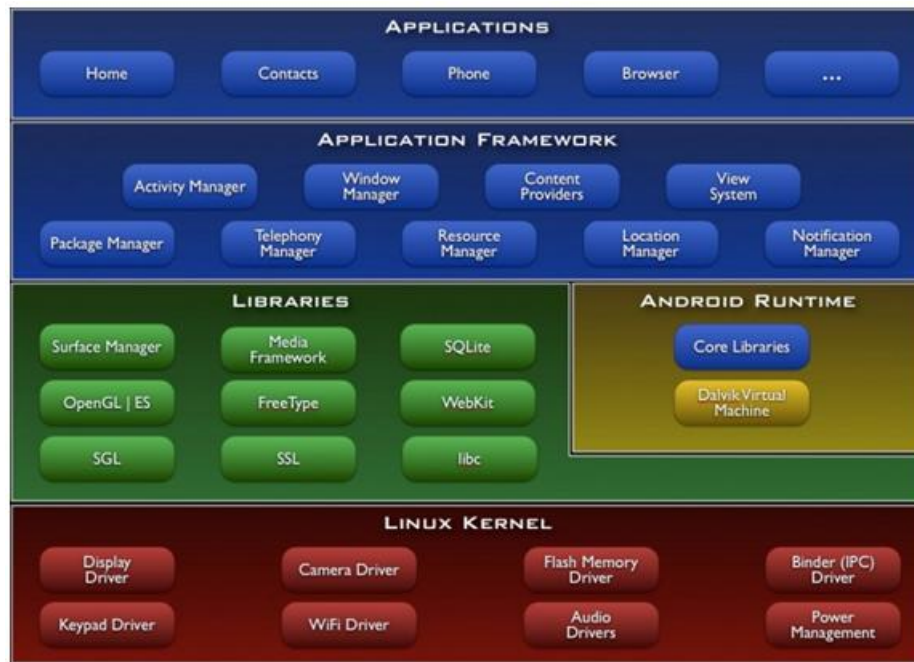 APPLICATIONS
Home
Contacts
Phone
Browser
...
APPLICATION FRAMEWORK
Activity Manager
Window
Manager
Content
Providers
View
System
Package Manager
Telephony
Manager
Resource
Manager
Location
Manager
Notification
Manager
LIBRARIES
Surface Manager
Media
Framework
SQLite
OpenGL | ES
FreeType
WebKit
SGL
SSL
libc
ANDROID RUNTIME
Core Libraries
Dalvik Virtual
Machine
LINUX KERNEL
Display
Driver
Camera Driver
Flash Memory
Driver
Binder (IPC)
Driver
Keypad Driver
WiFi Driver
Audio
Drivers
Power
Management